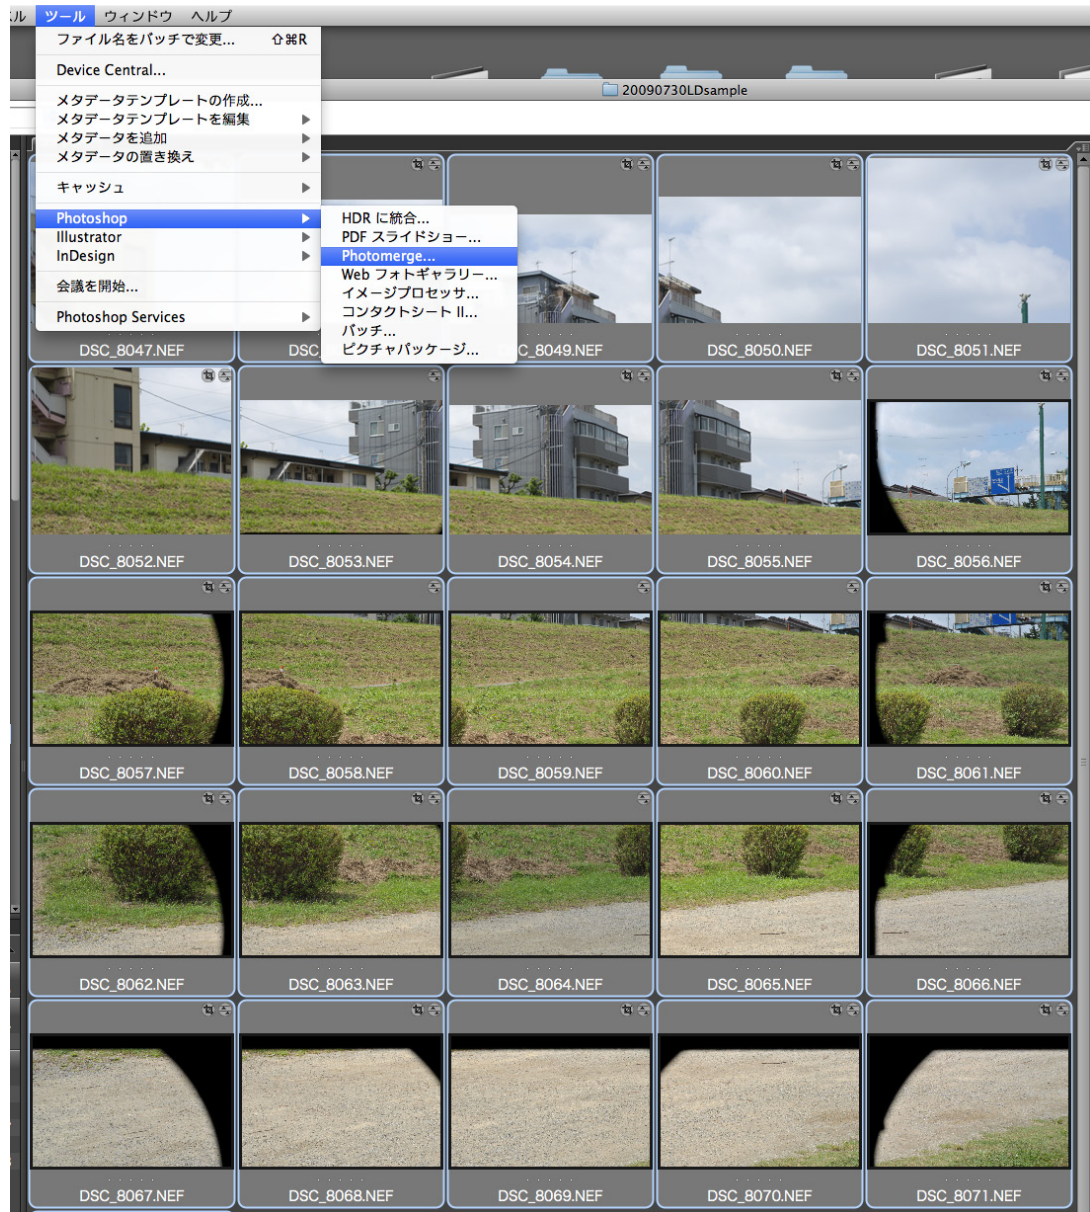 ツール ウィンドウ ヘルプ
ファイル名をバッチで変更... ⇧⌘R
Device Central...
メタデータテンプレートの作成...
メタデータテンプレートを編集
メタデータを追加
メタデータの置き換え
キャッシュ
Photoshop
Illustrator
InDesign
会議を開始...
Photoshop Services
HDR に統合...
PDF スライドショー...
Photomerge...
Web フォトギャラリー...
イメージプロセッサ...
コンタクトシート II...
バッチ...
ピクチャパッケージ...
20090730LDsample
DSC_8047.NEF
DSC_8049.NEF
DSC_8050.NEF
DSC_8051.NEF
DSC_8052.NEF
DSC_8053.NEF
DSC_8054.NEF
DSC_8055.NEF
DSC_8056.NEF
DSC_8057.NEF
DSC_8058.NEF
DSC_8059.NEF
DSC_8060.NEF
DSC_8061.NEF
DSC_8062.NEF
DSC_8063.NEF
DSC_8064.NEF
DSC_8065.NEF
DSC_8066.NEF
DSC_8067.NEF
DSC_8068.NEF
DSC_8069.NEF
DSC_8070.NEF
DSC_8071.NEF